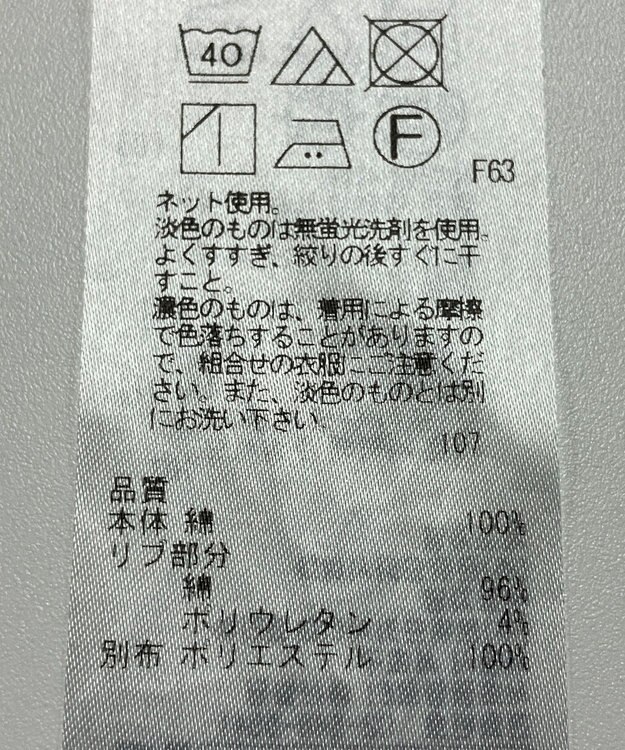 40
F
F63
ネット使用。
淡色のものは無蛍光洗剤を使用。
よくすすぎ、絞りの後すぐに干
すこと。
濃色のものは、着用による摩擦
で色落ちすることがありますの
で、組合せの衣服にご注意くだ
さい。また、淡色のものとは別
にお洗い下さい。
107
品質
本体 綿 100%
リブ部分
綿 96%
ポリウレタン 4%
別布 ポリエステル 100%